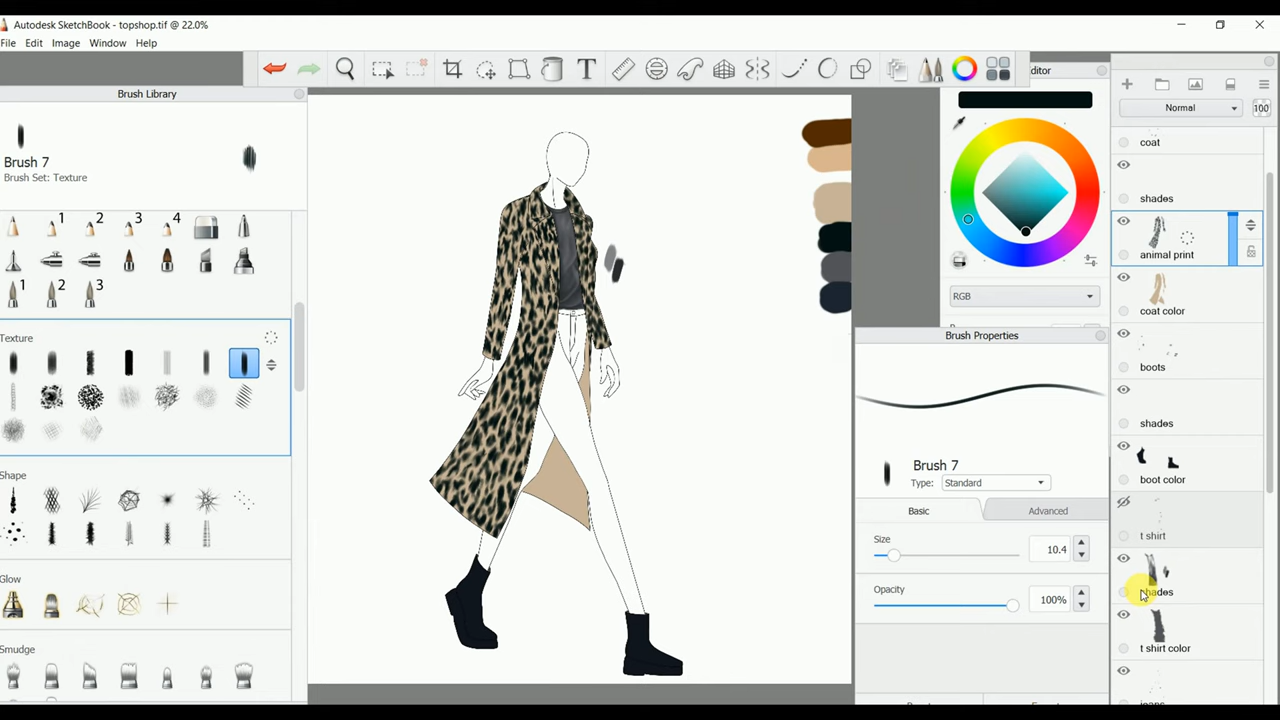 Autodesk SketchBook - topshop.tif @ 22.0%
File Edit Image Window Help
Brush Library
Brush 7
Brush Set: Texture
1 2 3 4
1 2 3
Texture
Shape
Glow
Smudge
ditor
RGB
Brush Properties
Brush 7
Type: Standard
Basic Advanced
Size
10.4
Opacity
100%
Normal 100
coat
shades
animal print
coat color
boots
shades
boot color
t shirt
shades
t shirt color
jeans